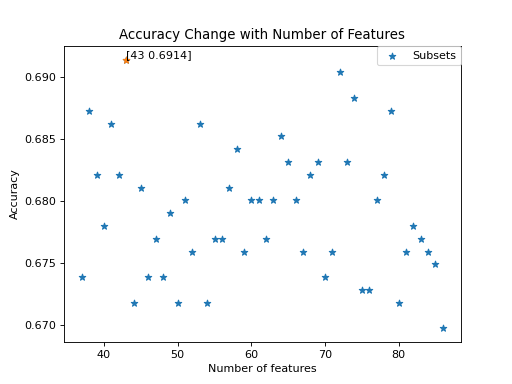 Accuracy Change with Number of Features
[43 0.6914]
Subsets
0.690
0.685
0.680
0.675
0.670
Accuracy
40 50 60 70 80
Number of features